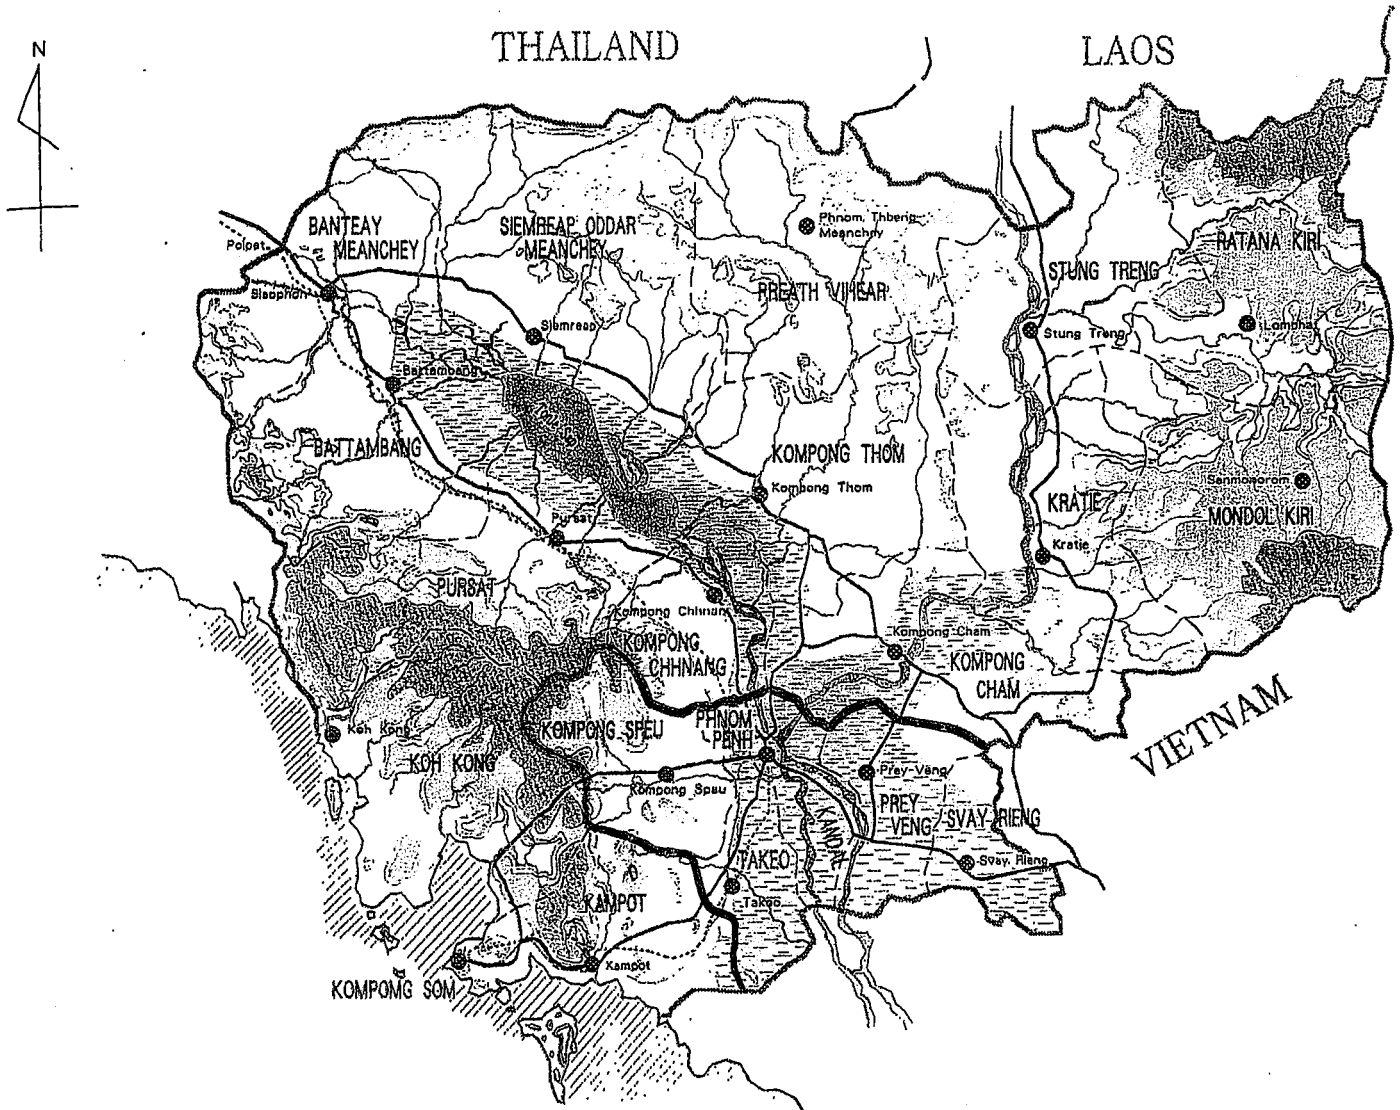 THAILAND
LAOS
N
BANTEAY
MEANCHEY
SIEMREAP ODDAR
MEANCHEY
Phnom, Thbeng
Meanchey
Poipet
RATANA KIRI
STUNG TRENG
PREATH VIHEAR
Sisophon
Siemreap
Stung Treng
Lomphat
Battambang
BATTAMBANG
KOMPONG THOM
Kompong Thom
Senmonorom
KRATIE
MONDOL KIRI
Pursat
Kratie
PURSAT
Kompong Chhnang
Kompong Cham
KOMPONG
CHHNANG
KOMPONG
CHAM
VIETNAM
Koh Kong
KOMPONG SPEU
PHNOM
PENH
KOH KONG
Kompong Speu
Prey-Veng
PREY
VENG
SVAY-RIENG
KANDAL
TAKEO
Svay, Rieng
Takeo
KAMPOT
Kampot
KOMPOMG SOM